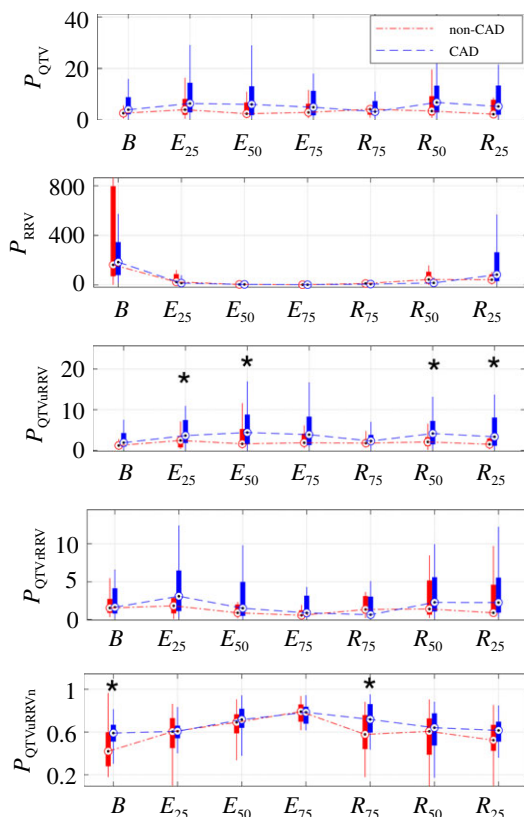 40
20
0
P_QTV
non-CAD
CAD
B E₂₅ E₅₀ E₇₅ R₇₅ R₅₀ R₂₅
800
400
0
P_RRV
B E₂₅ E₅₀ E₇₅ R₇₅ R₅₀ R₂₅
20
10
0
P_QTVuRRV
* * * *
B E₂₅ E₅₀ E₇₅ R₇₅ R₅₀ R₂₅
10
5
0
P_QTVrRRV
B E₂₅ E₅₀ E₇₅ R₇₅ R₅₀ R₂₅
1
0.6
0.2
P_QTVuRRVn
* *
B E₂₅ E₅₀ E₇₅ R₇₅ R₅₀ R₂₅